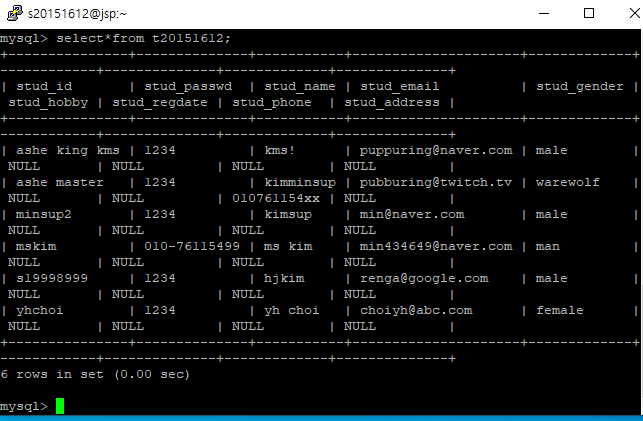 s20151612@jsp:~
mysql> select*from t20151612;
+---------------+-------------+-----------+---------------------+-------------+
------------+--------------+-------------+--------------+
| stud_id       | stud_passwd  | stud_name | stud_email          | stud_gender |
 stud_hobby | stud_regdate | stud_phone  | stud_address |
+---------------+-------------+-----------+---------------------+-------------+
------------+--------------+-------------+--------------+
| ashe king kms | 1234         | kms!      | puppuring@naver.com | male        |
 NULL       | NULL         | NULL        | NULL         |
| ashe master   | 1234         | kimminsup | pubburing@twitch.tv | warewolf    |
 NULL       | NULL         | 010761154xx | NULL         |
| minsup2       | 1234         | kimsup    | min@naver.com       | male        |
 NULL       | NULL         | NULL        | NULL         |
| mskim         | 010-76115499 | ms kim    | min434649@naver.com | man         |
 NULL       | NULL         | NULL        | NULL         |
| s19998999     | 1234         | hjkim     | renga@google.com    | male        |
 NULL       | NULL         | NULL        | NULL         |
| yhchoi        | 1234         | yh choi   | choiyh@abc.com      | female      |
 NULL       | NULL         | NULL        | NULL         |
+---------------+-------------+-----------+---------------------+-------------+
------------+--------------+-------------+--------------+
6 rows in set (0.00 sec)
mysql>